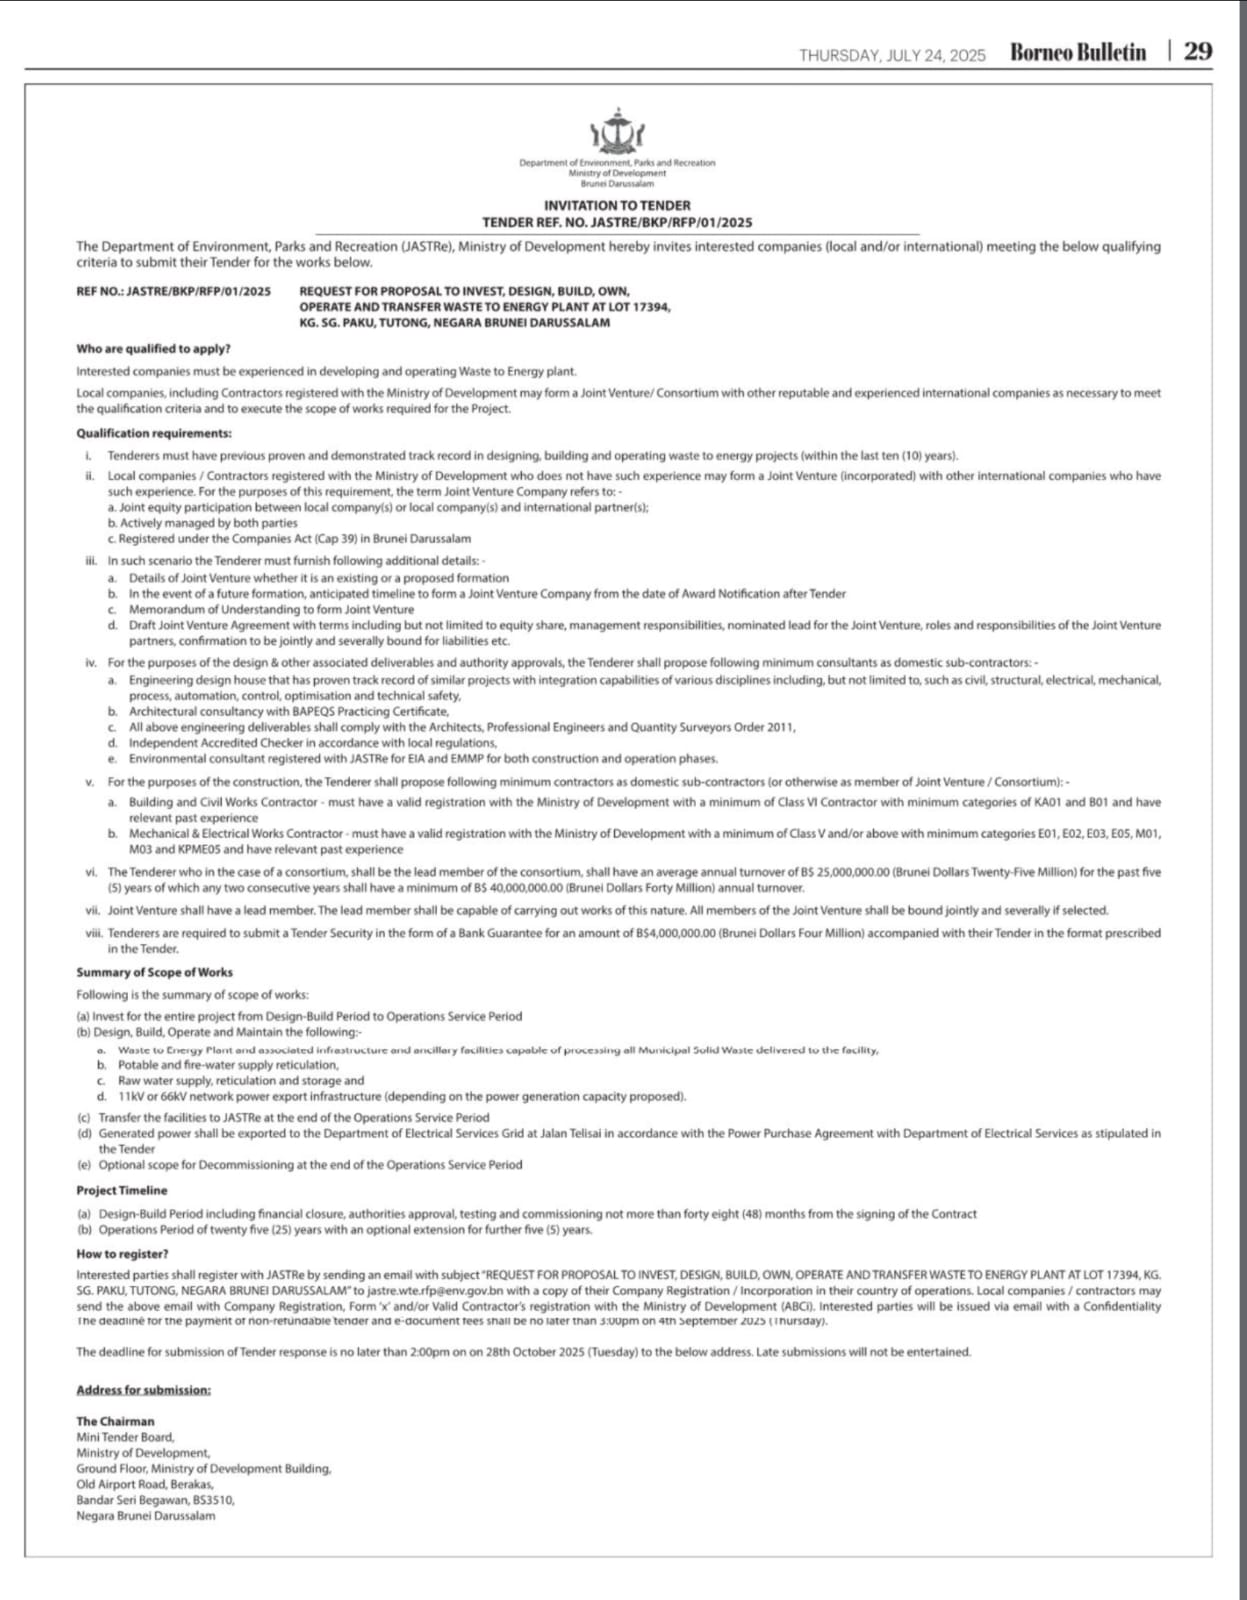 THURSDAY, JULY 24, 2025 Borneo Bulletin | 29
Department of Environment, Parks and Recreation
Ministry of Development
Brunei Darussalam
INVITATION TO TENDER
TENDER REF. NO. JASTRE/BKP/RFP/01/2025
The Department of Environment, Parks and Recreation (JASTRe), Ministry of Development hereby invites interested companies (local and/or international) meeting the below qualifying
criteria to submit their Tender for the works below.
REF NO.: JASTRE/BKP/RFP/01/2025 REQUEST FOR PROPOSAL TO INVEST, DESIGN, BUILD, OWN,
OPERATE AND TRANSFER WASTE TO ENERGY PLANT AT LOT 17394,
KG. SG. PAKU, TUTONG, NEGARA BRUNEI DARUSSALAM
Who are qualified to apply?
Interested companies must be experienced in developing and operating Waste to Energy plant.
Local companies, including Contractors registered with the Ministry of Development may form a Joint Venture/ Consortium with other reputable and experienced international companies as necessary to meet
the qualification criteria and to execute the scope of works required for the Project.
Qualification requirements:
i. Tenderers must have previous proven and demonstrated track record in designing, building and operating waste to energy projects (within the last ten (10) years).
ii. Local companies / Contractors registered with the Ministry of Development who does not have such experience may form a Joint Venture (incorporated) with other international companies who have
such experience. For the purposes of this requirement, the term Joint Venture Company refers to: -
a. Joint equity participation between local company(s) or local company(s) and international partner(s);
b. Actively managed by both parties
c. Registered under the Companies Act (Cap 39) in Brunei Darussalam
iii. In such scenario the Tenderer must furnish following additional details: -
a. Details of Joint Venture whether it is an existing or a proposed formation
b. In the event of a future formation, anticipated timeline to form a Joint Venture Company from the date of Award Notification after Tender
c. Memorandum of Understanding to form Joint Venture
d. Draft Joint Venture Agreement with terms including but not limited to equity share, management responsibilities, nominated lead for the Joint Venture, roles and responsibilities of the Joint Venture
partners, confirmation to be jointly and severally bound for liabilities etc.
iv. For the purposes of the design & other associated deliverables and authority approvals, the Tenderer shall propose following minimum consultants as domestic sub-contractors: -
a. Engineering design house that has proven track record of similar projects with integration capabilities of various disciplines including, but not limited to, such as civil, structural, electrical, mechanical,
process, automation, control, optimisation and technical safety,
b. Architectural consultancy with BAPEQS Practicing Certificate,
c. All above engineering deliverables shall comply with the Architects, Professional Engineers and Quantity Surveyors Order 2011,
d. Independent Accredited Checker in accordance with local regulations,
e. Environmental consultant registered with JASTRe for EIA and EMMP for both construction and operation phases.
v. For the purposes of the construction, the Tenderer shall propose following minimum contractors as domestic sub-contractors (or otherwise as member of Joint Venture / Consortium): -
a. Building and Civil Works Contractor - must have a valid registration with the Ministry of Development with a minimum of Class VI Contractor with minimum categories of KA01 and B01 and have
relevant past experience
b. Mechanical & Electrical Works Contractor - must have a valid registration with the Ministry of Development with a minimum of Class V and/or above with minimum categories E01, E02, E03, E05, M01,
M03 and KPME05 and have relevant past experience
vi. The Tenderer who in the case of a consortium, shall be the lead member of the consortium, shall have an average annual turnover of B$ 25,000,000.00 (Brunei Dollars Twenty-Five Million) for the past five
(5) years of which any two consecutive years shall have a minimum of B$ 40,000,000.00 (Brunei Dollars Forty Million) annual turnover.
vii. Joint Venture shall have a lead member. The lead member shall be capable of carrying out works of this nature. All members of the Joint Venture shall be bound jointly and severally if selected.
viii. Tenderers are required to submit a Tender Security in the form of a Bank Guarantee for an amount of B$4,000,000.00 (Brunei Dollars Four Million) accompanied with their Tender in the format prescribed
in the Tender.
Summary of Scope of Works
Following is the summary of scope of works:
(a) Invest for the entire project from Design-Build Period to Operations Service Period
(b) Design, Build, Operate and Maintain the following:-
a. Waste to Energy Plant and associated infrastructure and ancillary facilities capable of processing all Municipal Solid Waste delivered to the facility,
b. Potable and fire-water supply reticulation,
c. Raw water supply, reticulation and storage and
d. 11kV or 66kV network power export infrastructure (depending on the power generation capacity proposed).
(c) Transfer the facilities to JASTRe at the end of the Operations Service Period
(d) Generated power shall be exported to the Department of Electrical Services Grid at Jalan Telisai in accordance with the Power Purchase Agreement with Department of Electrical Services as stipulated in
the Tender
(e) Optional scope for Decommissioning at the end of the Operations Service Period
Project Timeline
(a) Design-Build Period including financial closure, authorities approval, testing and commissioning not more than forty eight (48) months from the signing of the Contract
(b) Operations Period of twenty five (25) years with an optional extension for further five (5) years.
How to register?
Interested parties shall register with JASTRe by sending an email with subject "REQUEST FOR PROPOSAL TO INVEST, DESIGN, BUILD, OWN, OPERATE AND TRANSFER WASTE TO ENERGY PLANT AT LOT 17394, KG.
SG. PAKU, TUTONG, NEGARA BRUNEI DARUSSALAM" to jastre.wte.rfp@env.gov.bn with a copy of their Company Registration / Incorporation in their country of operations. Local companies / contractors may
send the above email with Company Registration, Form 'x' and/or Valid Contractor's registration with the Ministry of Development (ABCi). Interested parties will be issued via email with a Confidentiality
The deadline for the payment of non-refundable tender and e-document fees shall be no later than 3:00pm on 4th September 2025 (Thursday).
The deadline for submission of Tender response is no later than 2:00pm on on 28th October 2025 (Tuesday) to the below address. Late submissions will not be entertained.
Address for submission:
The Chairman
Mini Tender Board,
Ministry of Development,
Ground Floor, Ministry of Development Building,
Old Airport Road, Berakas,
Bandar Seri Begawan, BS3510,
Negara Brunei Darussalam